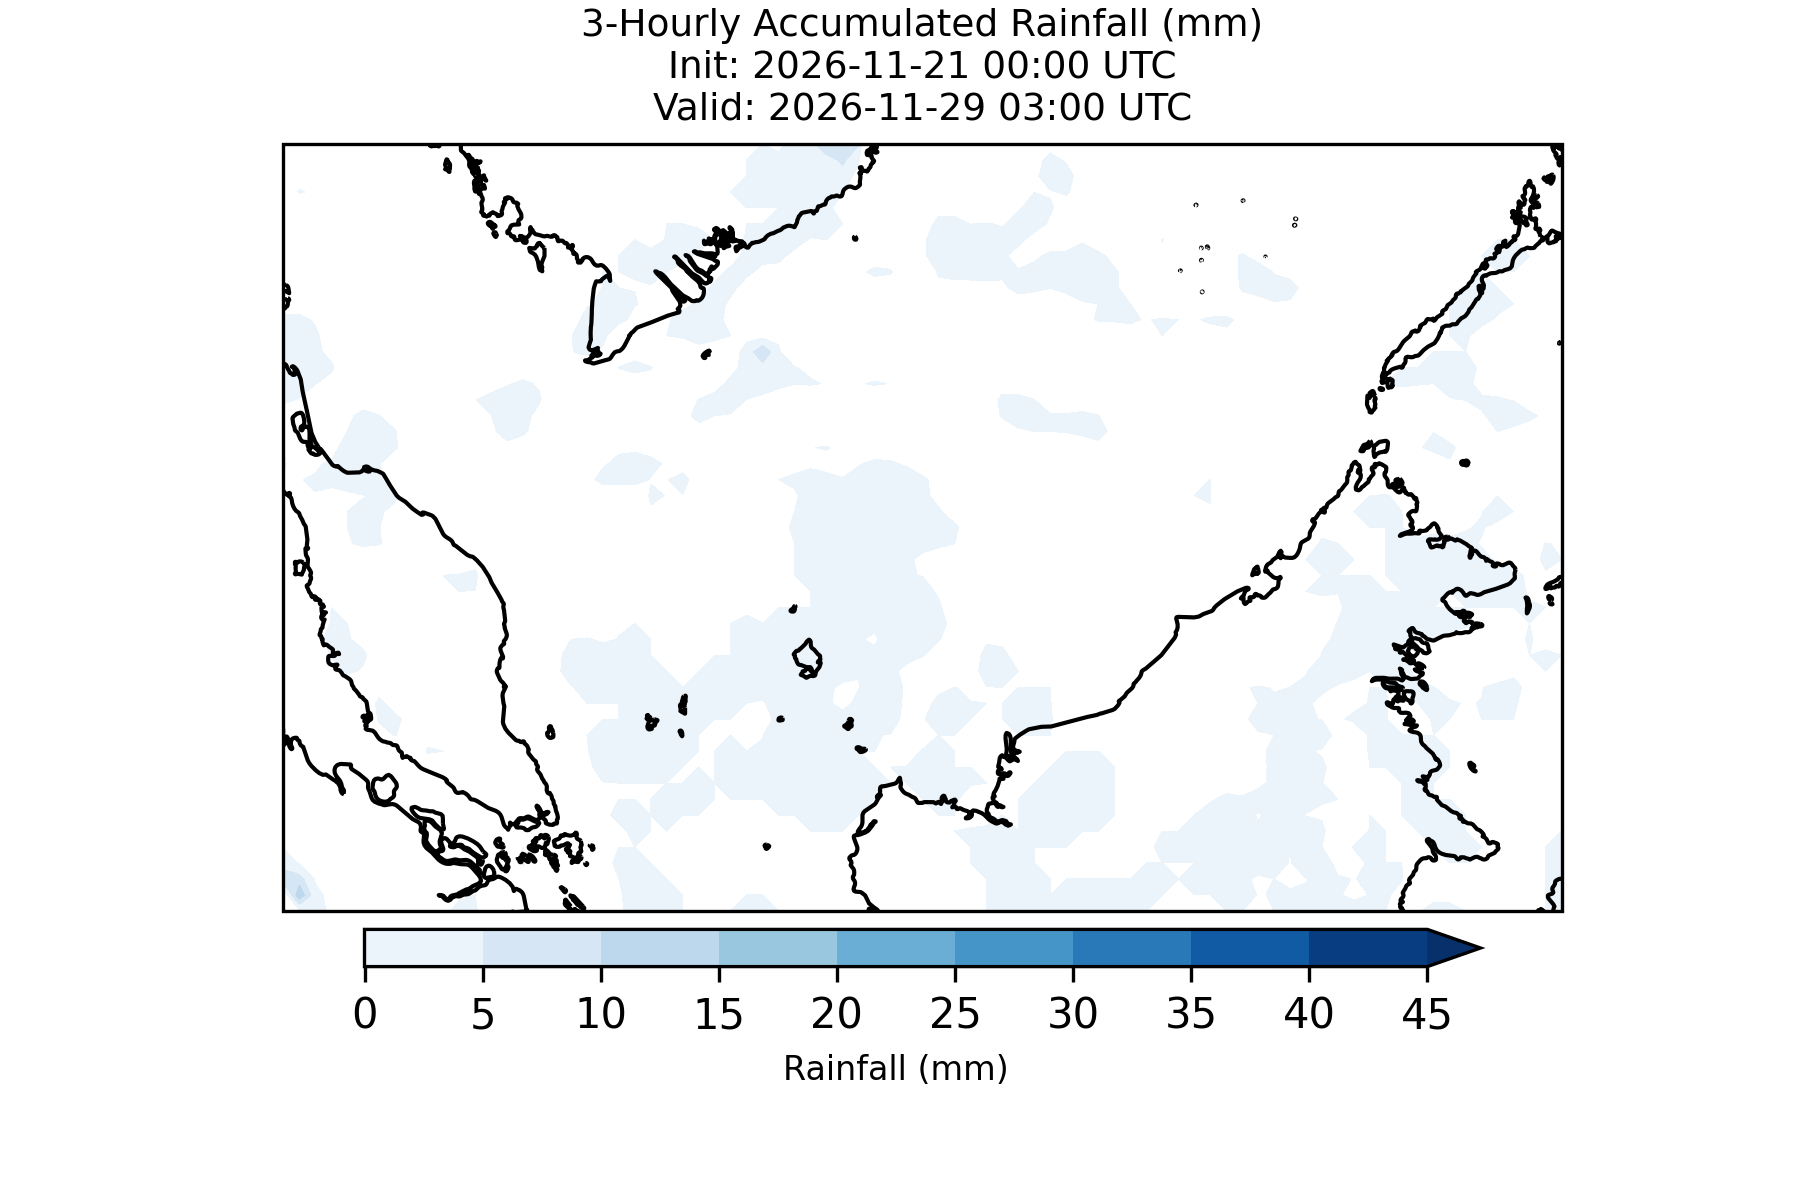 3-Hourly Accumulated Rainfall (mm)
Init: 2026-11-21 00:00 UTC
Valid: 2026-11-29 03:00 UTC
0 5 10 15 20 25 30 35 40 45
Rainfall (mm)